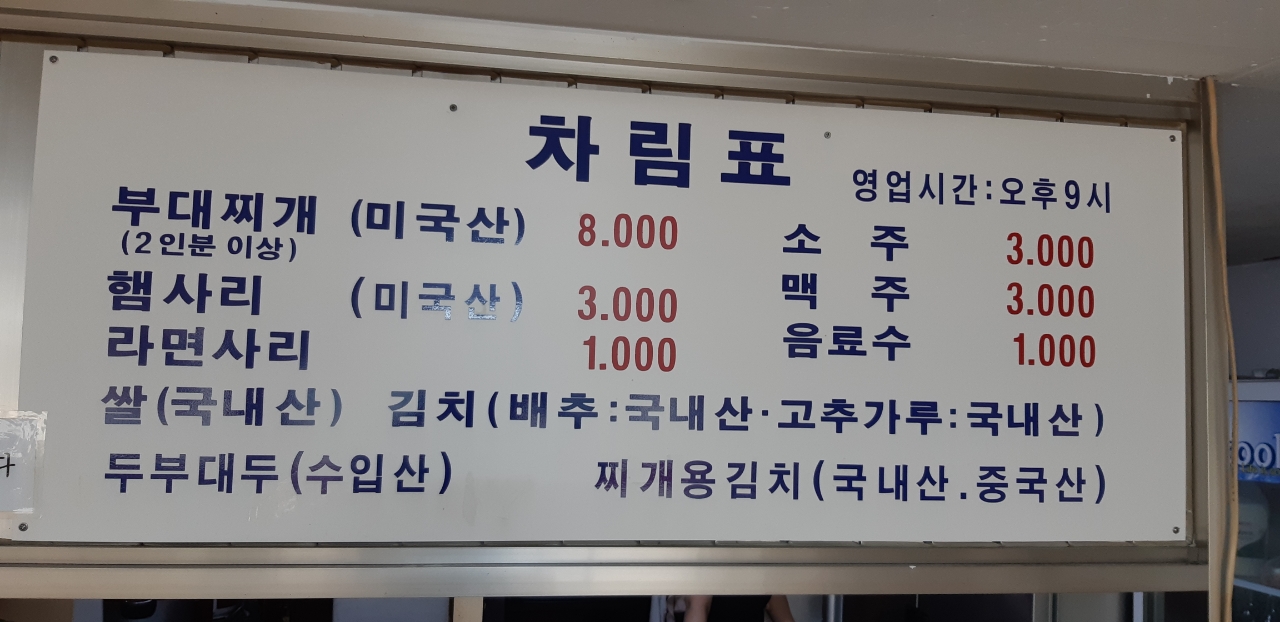 차림표
영업시간:오후9시
부대찌개 (미국산) 8.000
(2인분 이상)
햄사리 (미국산) 3.000
라면사리 1.000
소주 3.000
맥주 3.000
음료수 1.000
쌀(국내산) 김치(배추:국내산·고추가루:국내산)
두부대두(수입산) 찌개용김치(국내산.중국산)
다